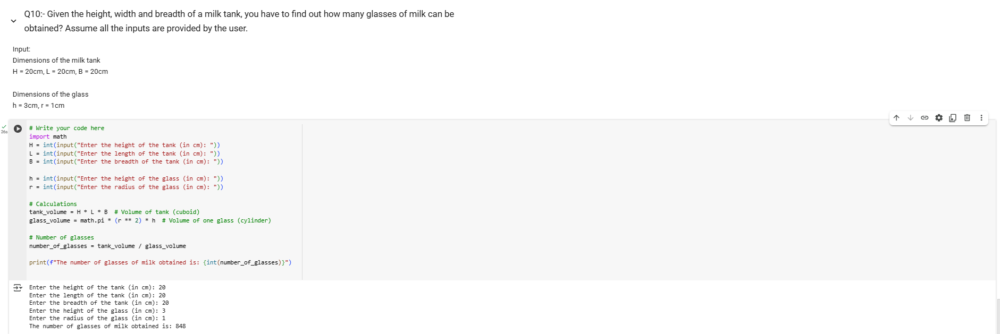 Q10:- Given the height, width and breadth of a milk tank, you have to find out how many glasses of milk can be
obtained? Assume all the inputs are provided by the user.
Input:
Dimensions of the milk tank
H = 20cm, L = 20cm, B = 20cm
Dimensions of the glass
h = 3cm, r = 1cm
26s
# Write your code here
import math
H = int(input("Enter the height of the tank (in cm): "))
L = int(input("Enter the length of the tank (in cm): "))
B = int(input("Enter the breadth of the tank (in cm): "))
h = int(input("Enter the height of the glass (in cm): "))
r = int(input("Enter the radius of the glass (in cm): "))
# Calculations
tank_volume = H * L * B  # Volume of tank (cuboid)
glass_volume = math.pi * (r ** 2) * h  # Volume of one glass (cylinder)
# Number of glasses
number_of_glasses = tank_volume / glass_volume
print(f"The number of glasses of milk obtained is: {int(number_of_glasses)}")
Enter the height of the tank (in cm): 20
Enter the length of the tank (in cm): 20
Enter the breadth of the tank (in cm): 20
Enter the height of the glass (in cm): 3
Enter the radius of the glass (in cm): 1
The number of glasses of milk obtained is: 848